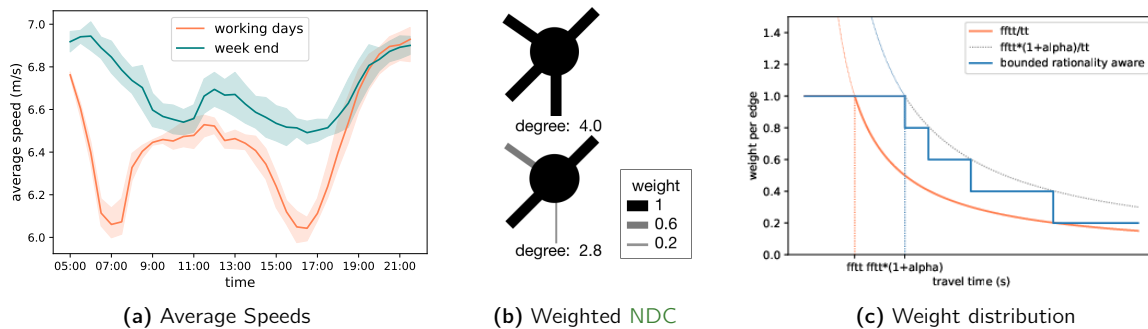 7.0
6.8
6.6
6.4
6.2
6.0
average speed (m/s)
working days
week end
05:00 07:00 9:00 11:00 13:00 15:00 17:00 19:00 21:00
time
(a) Average Speeds
degree: 4.0
degree: 2.8
weight
1
0.6
0.2
(b) Weighted NDC
1.4
1.2
1.0
0.8
0.6
0.4
0.2
0.0
weight per edge
fftt/tt
fftt*(1+alpha)/tt
bounded rationality aware
fftt fftt*(1+alpha)
travel time (s)
(c) Weight distribution